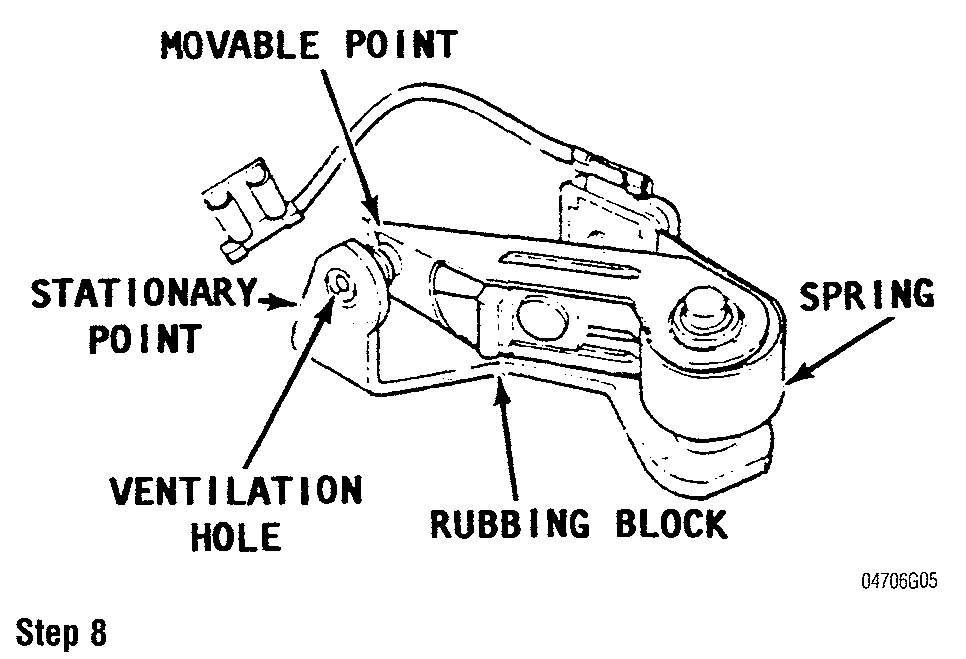 MOVABLE POINT
STATIONARY
POINT
SPRING
VENTILATION
HOLE
RUBBING BLOCK
04706G05
Step 8